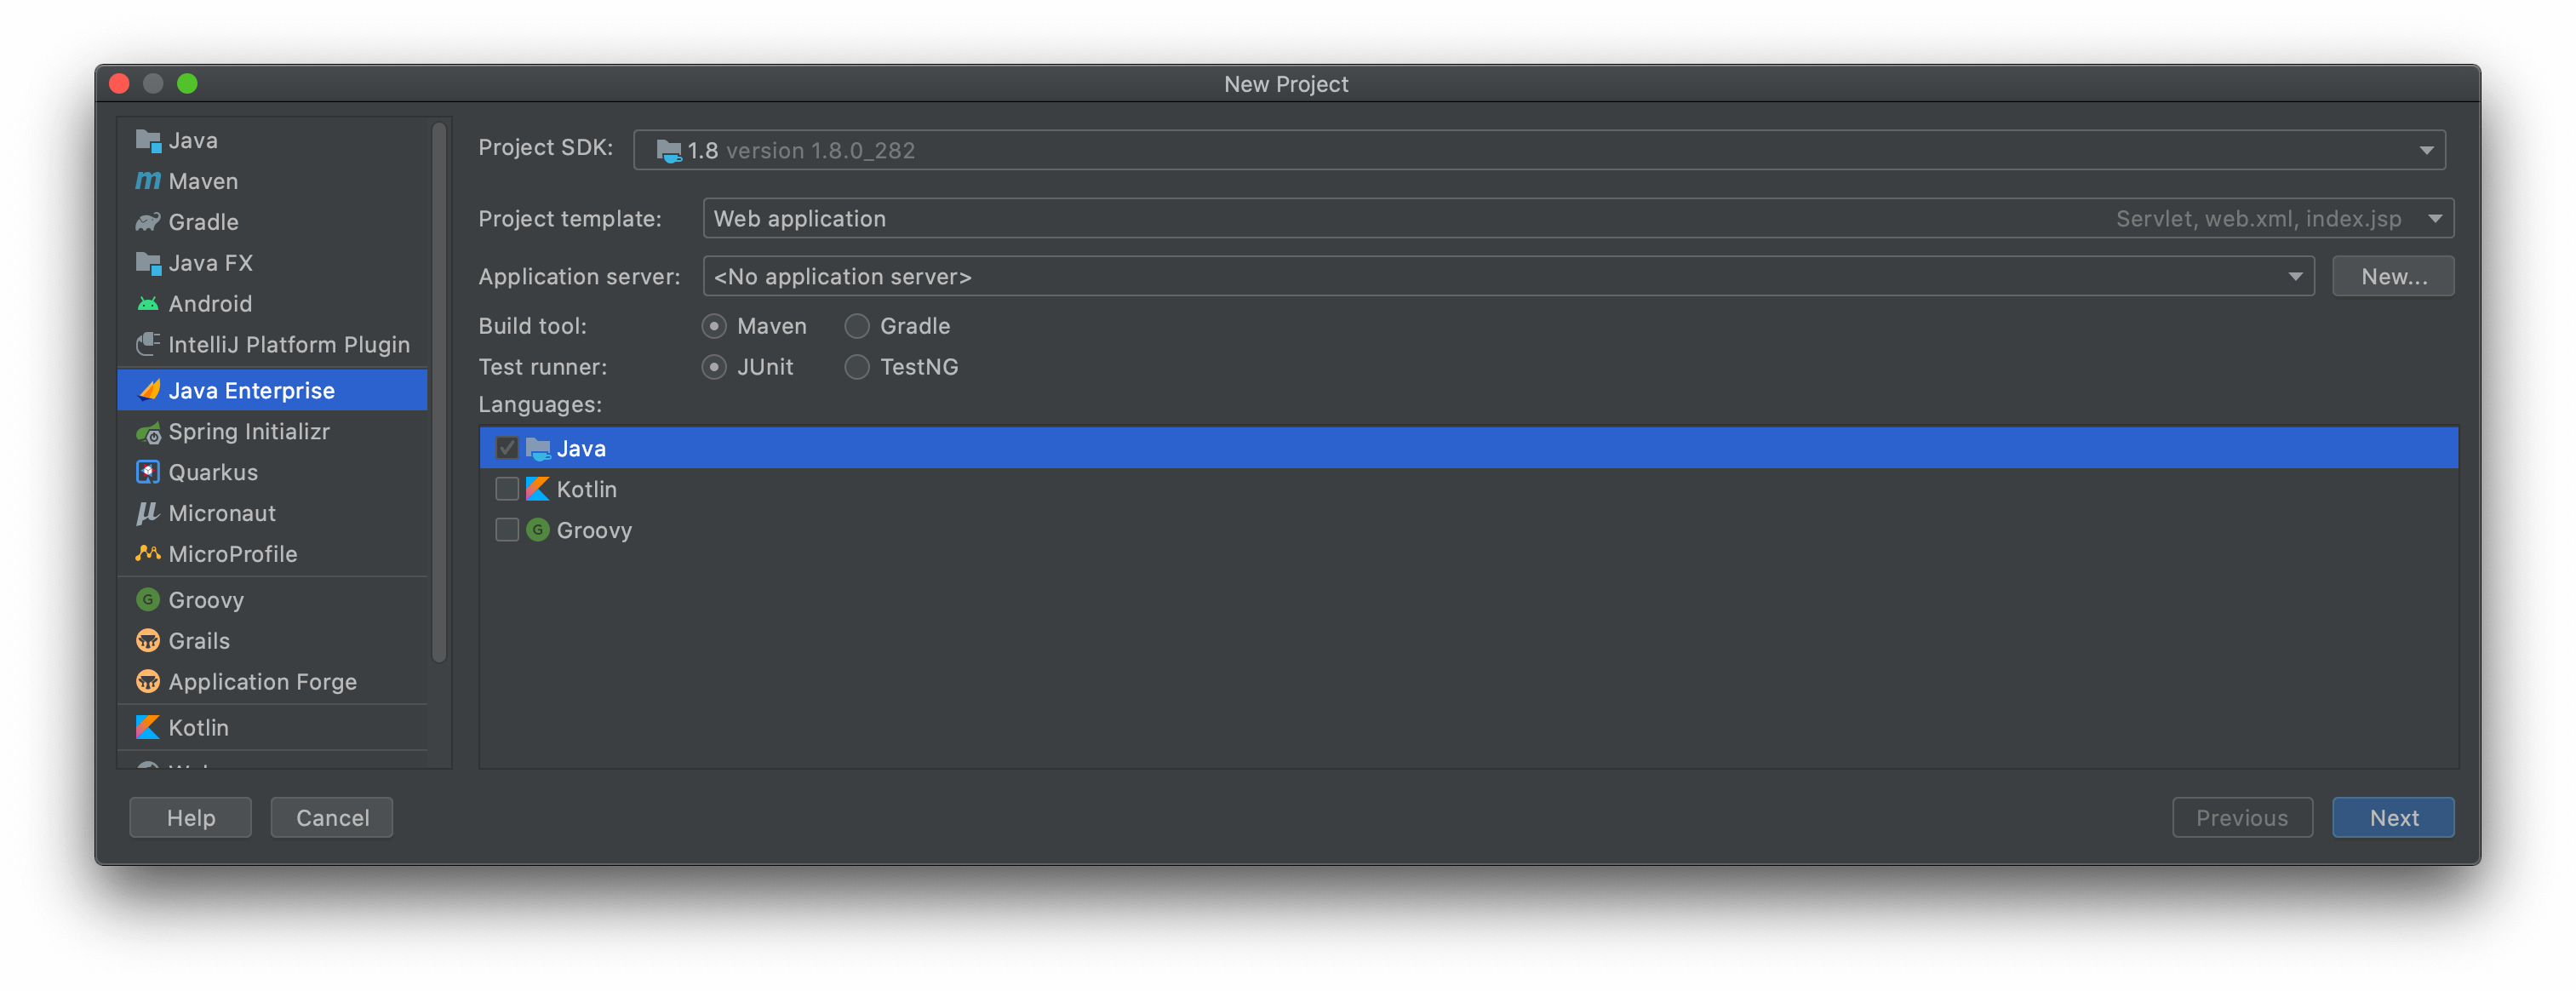 New Project
Java
Maven
Gradle
Java FX
Android
IntelliJ Platform Plugin
Java Enterprise
Spring Initializr
Quarkus
Micronaut
MicroProfile
Groovy
Grails
Application Forge
Kotlin
Project SDK: 1.8 version 1.8.0_282
Project template: Web application Servlet, web.xml, index.jsp
Application server: <No application server> New...
Build tool: Maven Gradle
Test runner: JUnit TestNG
Languages:
Java
Kotlin
Groovy
Help Cancel Previous Next